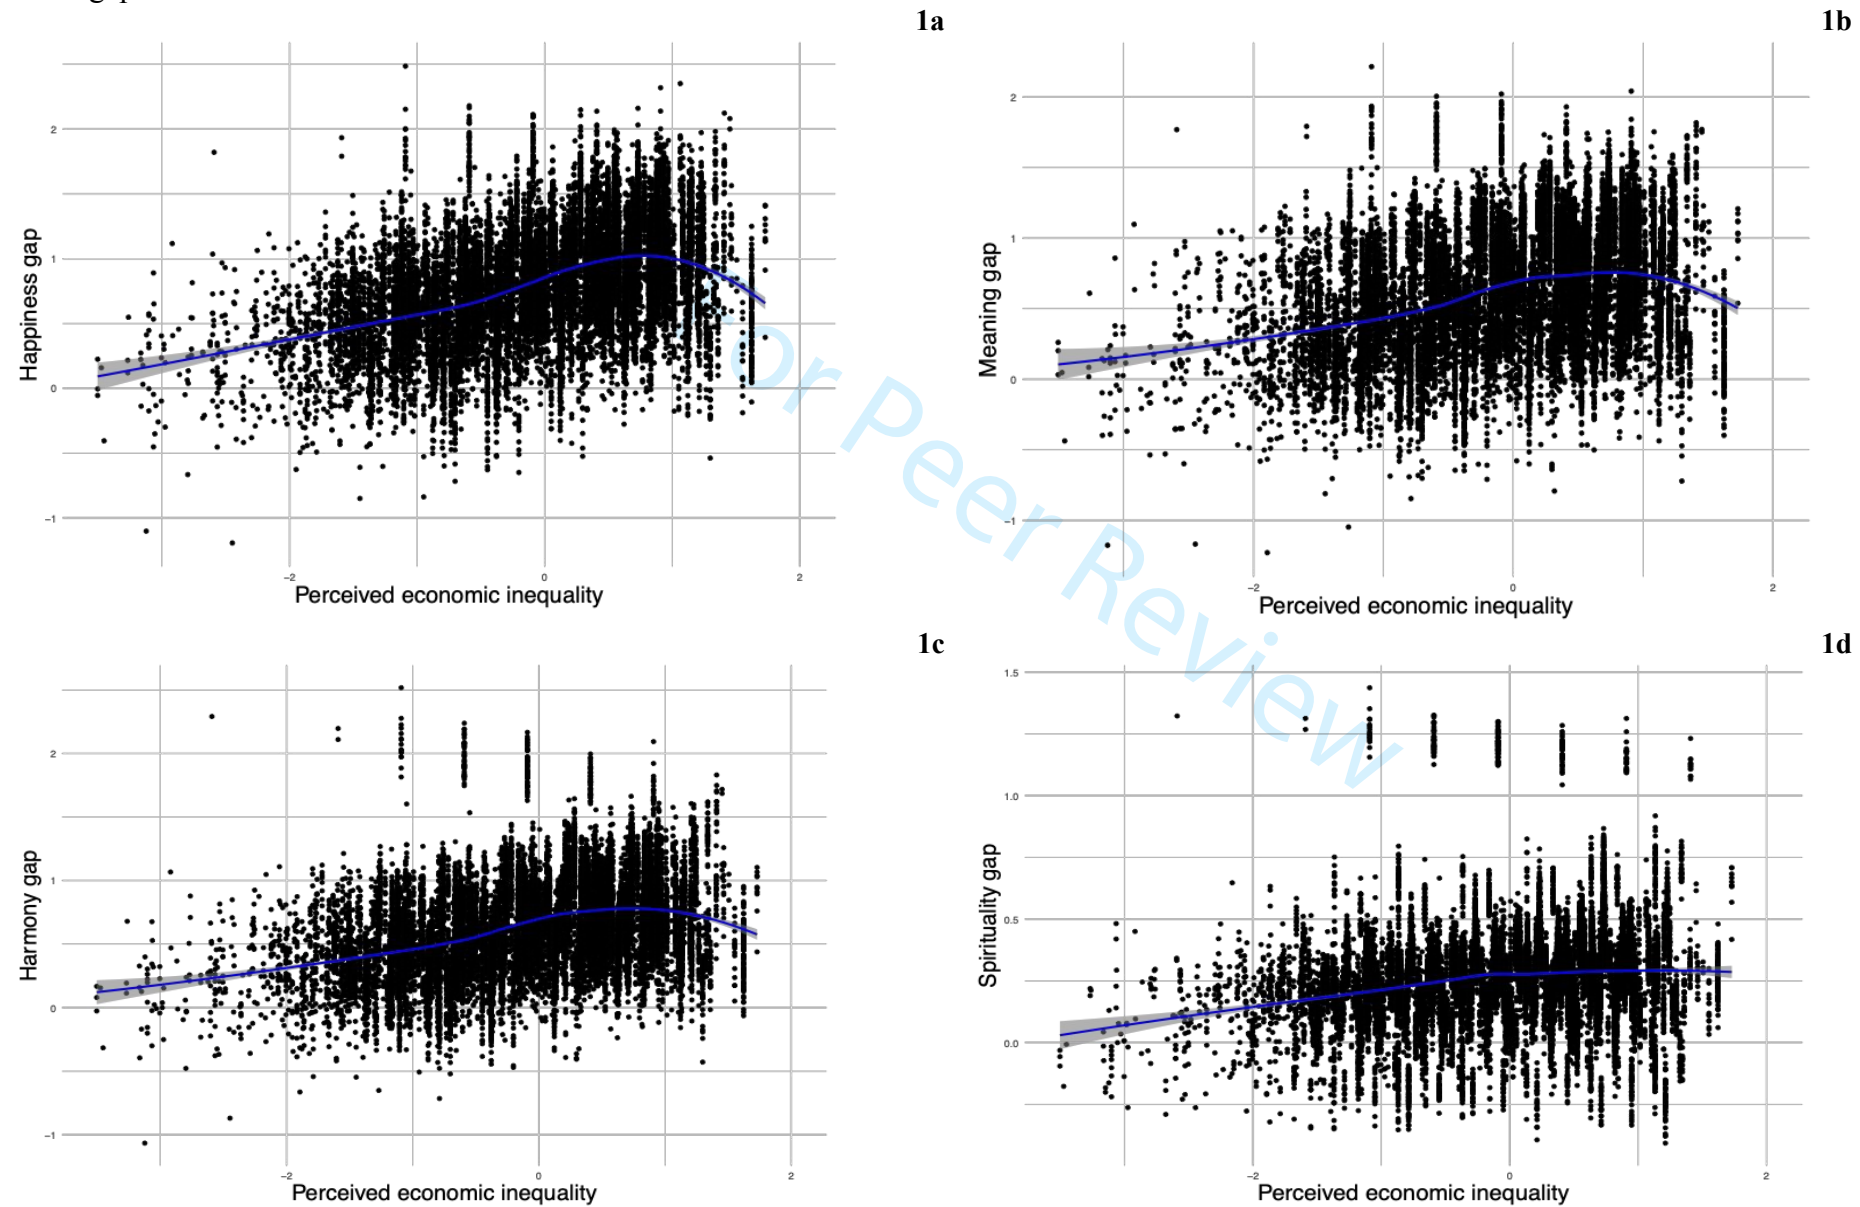 1a
1b
Happiness gap
2
1
0
−1
−2
0
2
Perceived economic inequality
Meaning gap
2
1
0
−1
−2
0
2
Perceived economic inequality
For Peer Review
1c
1d
Harmony gap
2
1
0
−1
−2
0
2
Perceived economic inequality
Spirituality gap
1.5
1.0
0.5
0.0
−2
0
2
Perceived economic inequality